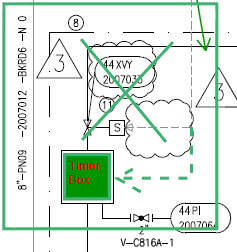 8
3
44 XVY
2007035
3
11
S
Timer
Box
8"-PN09 -2007012 -BKRD6 -N 0
44 PI
2007064
2"
V-C816A-1